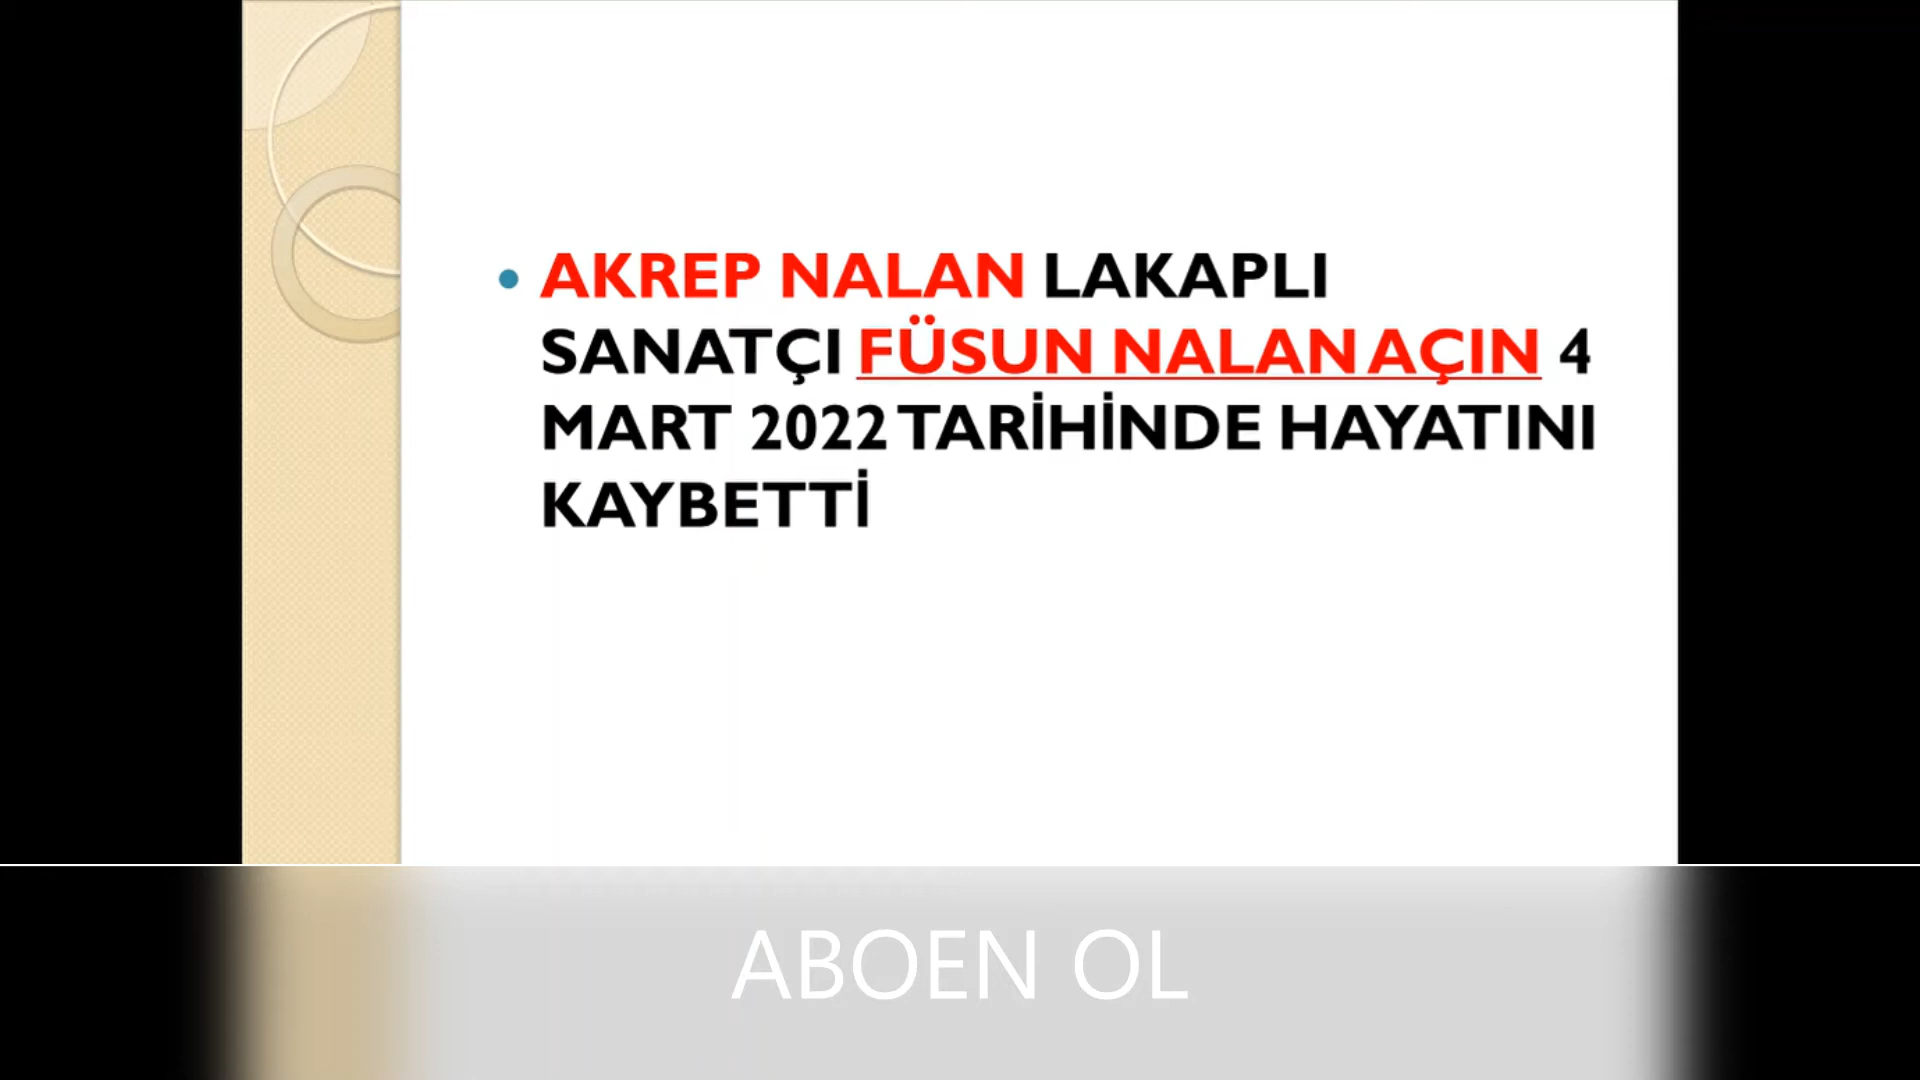 AKREP NALAN LAKAPLI
SANATÇI FÜSUN NALAN AÇIN 4
MART 2022 TARİHİNDE HAYATINI
KAYBETTİ
ABOEN OL